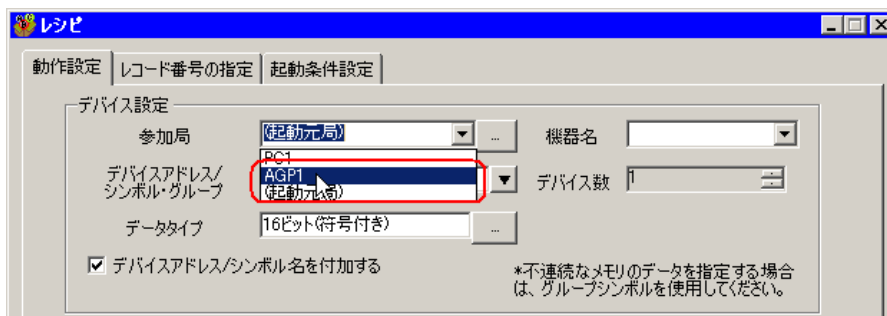 レシピ
動作設定 レコード番号の指定 起動条件設定
デバイス設定
参加局 (起動元局) ... 機器名
PC1
AGP1
(起動元局)
デバイスアドレス/
シンボル・グループ
デバイス数 1
データタイプ 16ビット(符号付き) ...
デバイスアドレス/シンボル名を付加する
*不連続なメモリのデータを指定する場合
は、グループシンボルを使用してください。